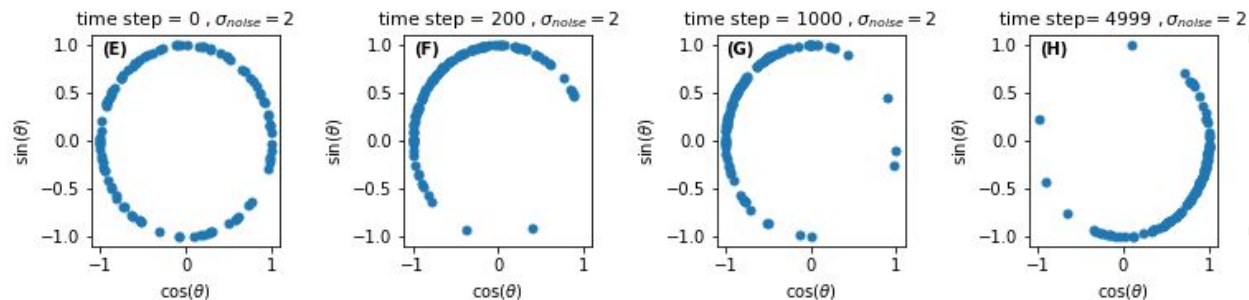 time step = 0 , σnoise = 2
(E)
1.0
0.5
0.0
−0.5
−1.0
sin(θ)
−1 0 1
cos(θ)
time step = 200 , σnoise = 2
(F)
1.0
0.5
0.0
−0.5
−1.0
sin(θ)
−1 0 1
cos(θ)
time step = 1000 , σnoise = 2
(G)
1.0
0.5
0.0
−0.5
−1.0
sin(θ)
−1 0 1
cos(θ)
time step= 4999 , σnoise = 2
(H)
1.0
0.5
0.0
−0.5
−1.0
sin(θ)
−1 0 1
cos(θ)